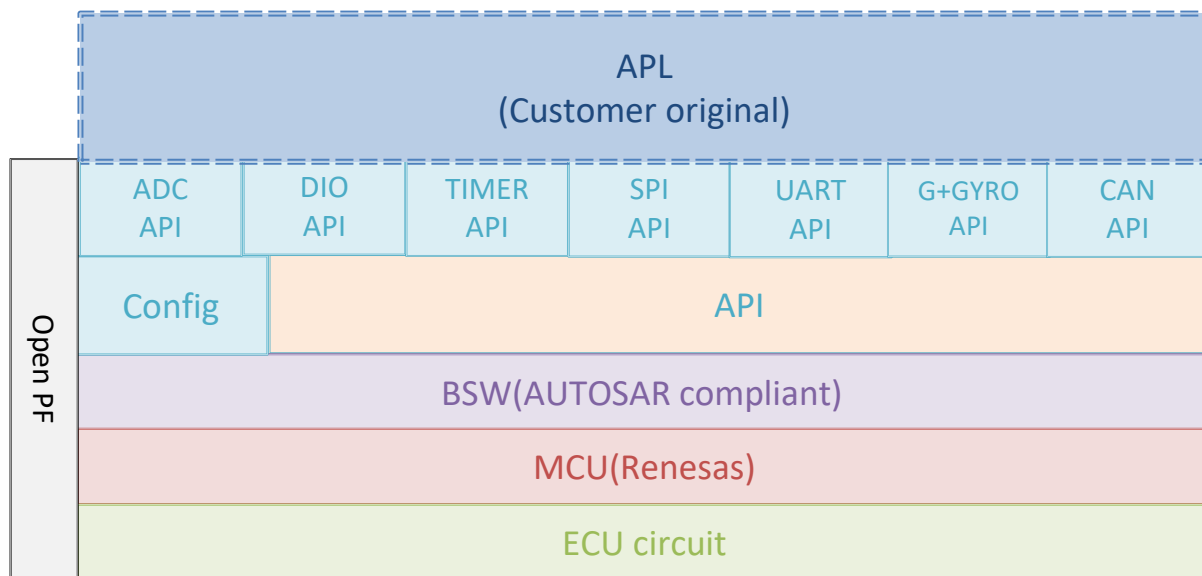 APL
(Customer original)
ADC
API
DIO
API
TIMER
API
SPI
API
UART
API
G+GYRO
API
CAN
API
Config
API
Open PF
BSW(AUTOSAR compliant)
MCU(Renesas)
ECU circuit